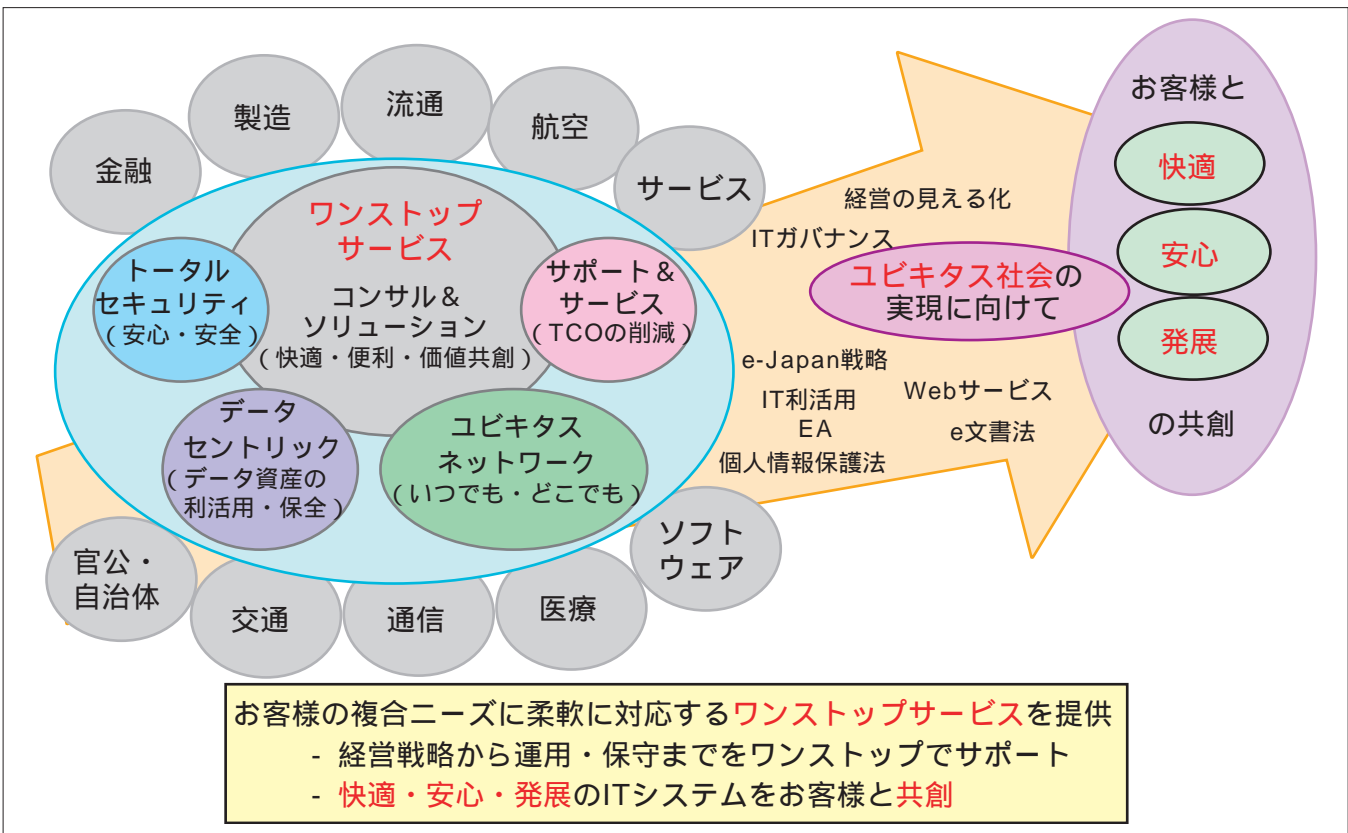 金融
製造
流通
航空
サービス
ワンストップ
サービス
コンサル＆
ソリューション
（快適・便利・価値共創）
トータル
セキュリティ
（安心・安全）
サポート＆
サービス
（TCOの削減）
データ
セントリック
（データ資産の
利活用・保全）
ユビキタス
ネットワーク
（いつでも・どこでも）
官公・
自治体
交通
通信
医療
ソフト
ウェア
経営の見える化
ITガバナンス
ユビキタス社会の
実現に向けて
e-Japan戦略
IT利活用
EA
個人情報保護法
Webサービス
e文書法
お客様と
快適
安心
発展
の共創
お客様の複合ニーズに柔軟に対応するワンストップサービスを提供
- 経営戦略から運用・保守までをワンストップでサポート
- 快適・安心・発展のITシステムをお客様と共創